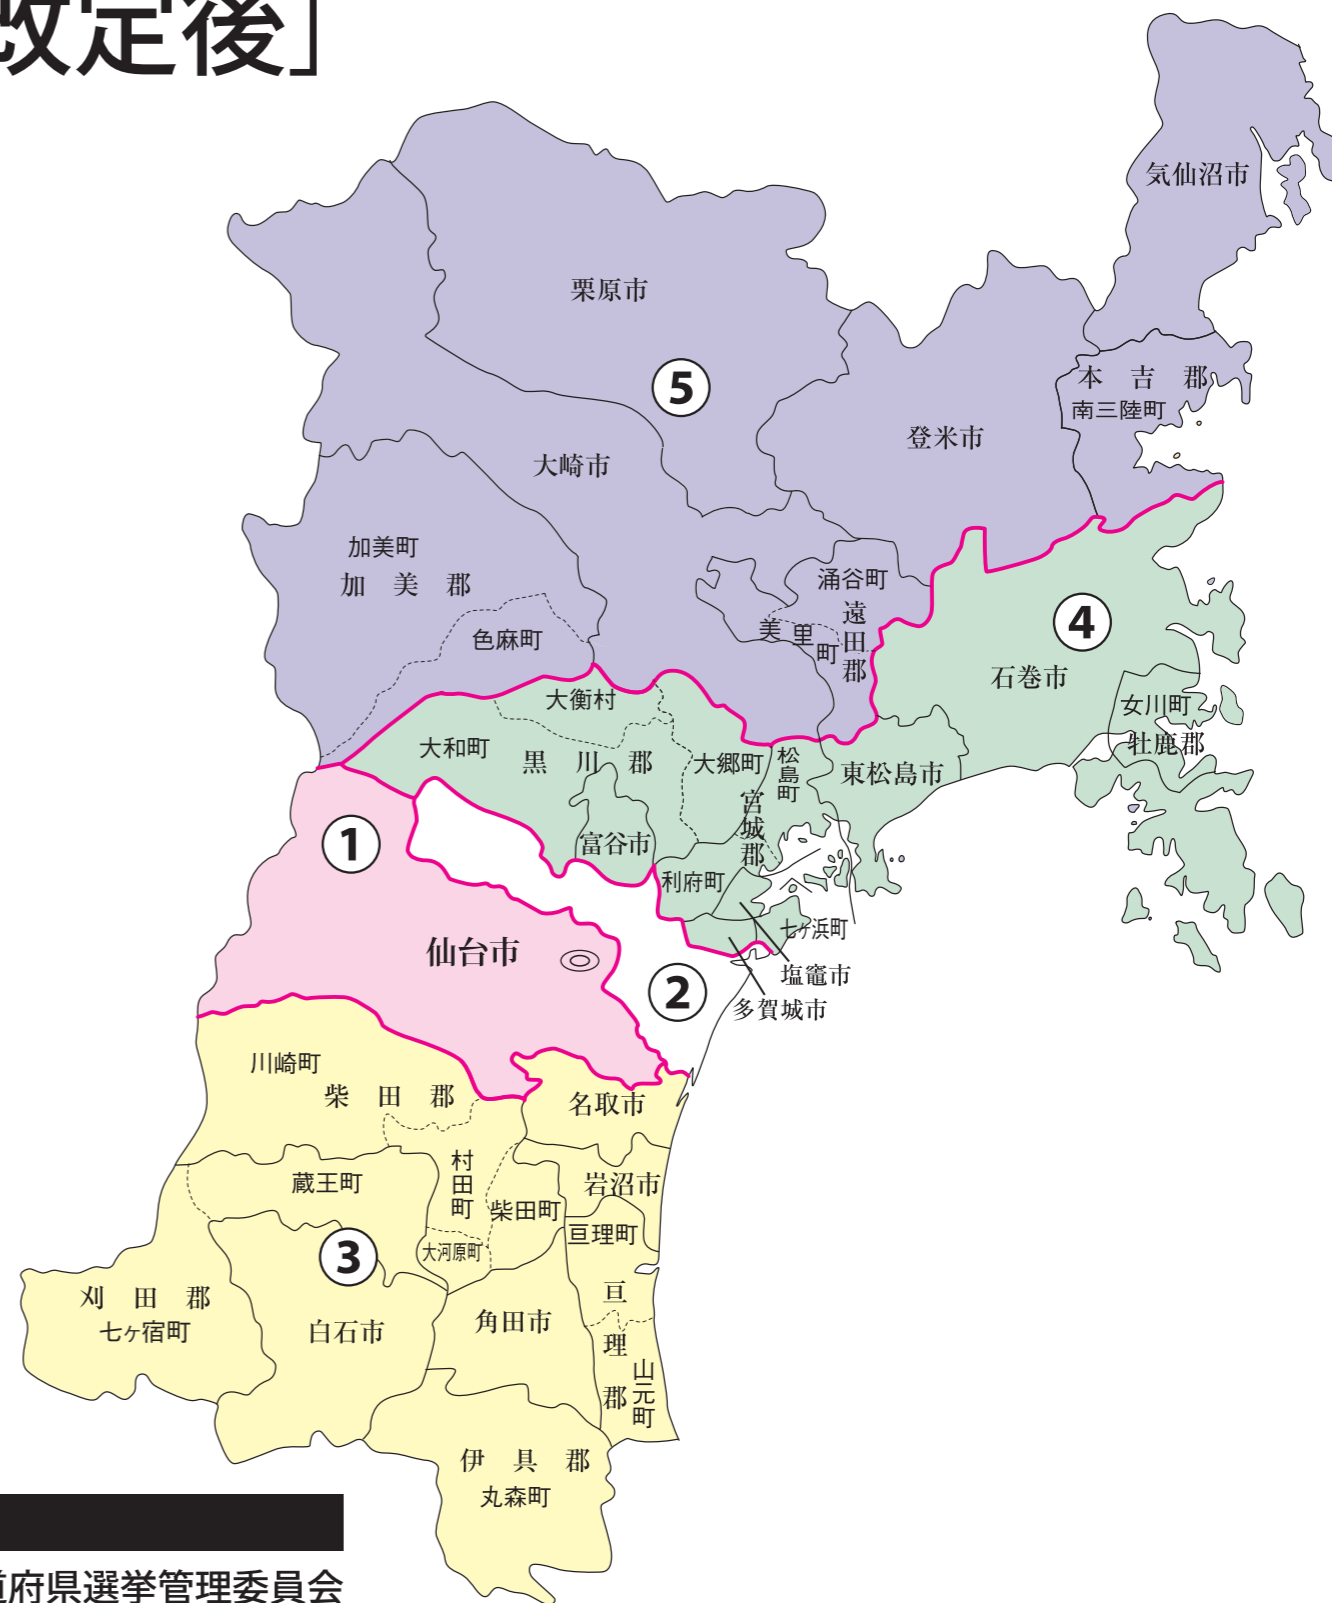 改定後］
気仙沼市
栗原市
⑤
本吉郡
南三陸町
登米市
大崎市
加美町
加美郡
涌谷町
遠田郡
美里町
色麻町
④
石巻市
女川町
牡鹿郡
大衡村
大和町
黒川郡
大郷町
松島町
東松島市
宮城郡
①
富谷市
利府町
七ヶ浜町
仙台市
②
塩竈市
多賀城市
川崎町
柴田郡
名取市
村田町
蔵王町
岩沼市
柴田町
亘理町
大河原町
③
刈田郡
七ヶ宿町
白石市
角田市
亘理郡
山元町
伊具郡
丸森町
道府県選挙管理委員会